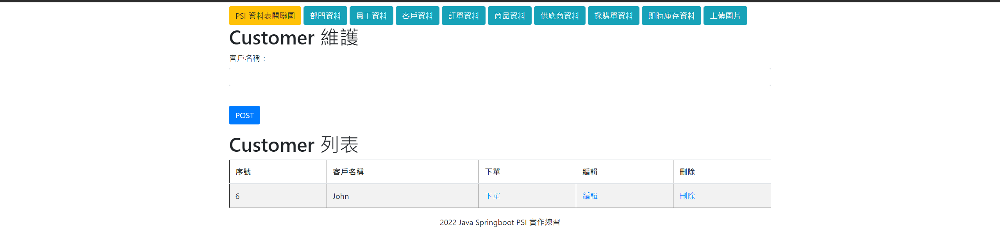 PSI 資料表關聯圖 部門資料 員工資料 客戶資料 訂單資料 商品資料 供應商資料 採購單資料 即時庫存資料 上傳圖片
Customer 維護
客戶名稱：
POST
Customer 列表
序號 客戶名稱 下單 編輯 刪除
6 John 下單 編輯 刪除
2022 Java Springboot PSI 實作練習